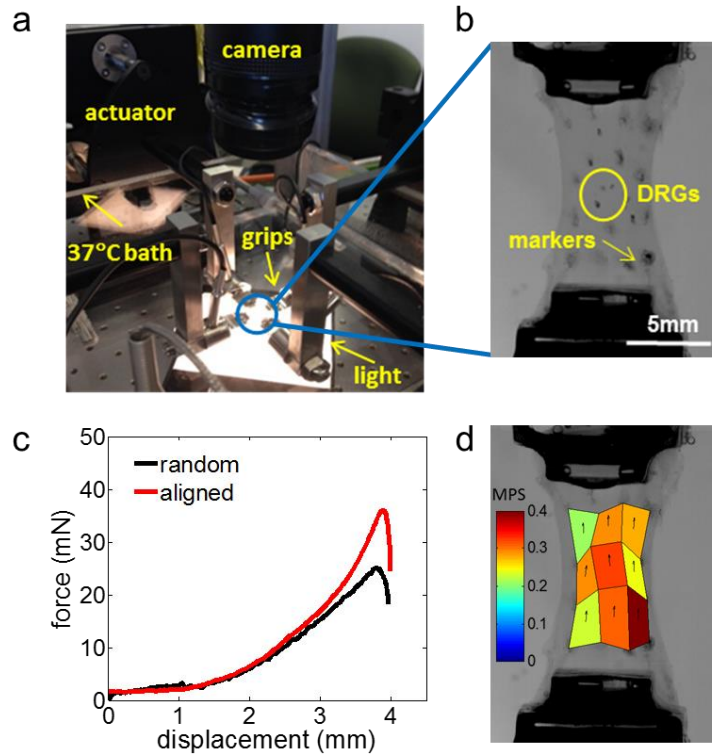 a
camera
actuator
37°C bath
grips
light
b
DRGs
markers
5mm
c
50
40
30
20
10
0
force (mN)
random
aligned
0
1
2
3
4
displacement (mm)
d
MPS
0.4
0.3
0.2
0.1
0